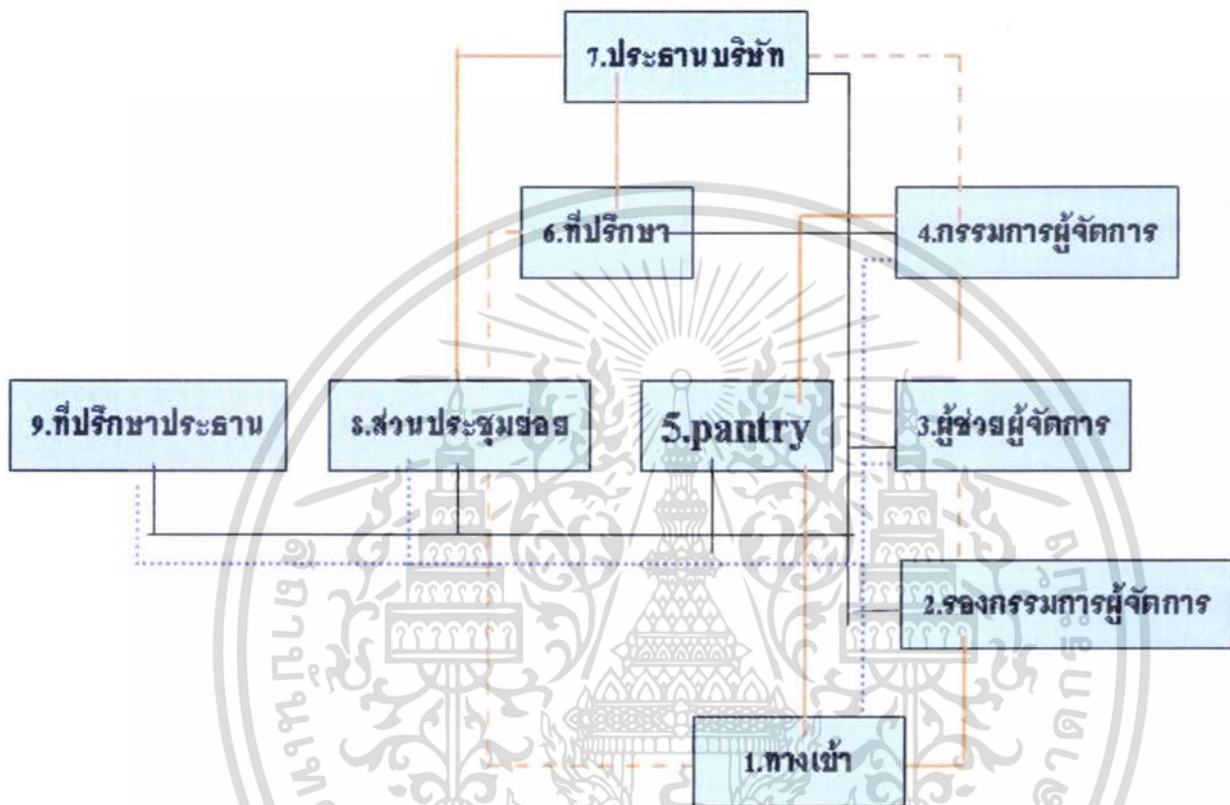 7.ประธานบริษัท
6.ที่ปรึกษา
4.กรรมการผู้จัดการ
9.ที่ปรึกษาประธาน
8.ส่วนประชุมย่อย
5.pantry
3.ผู้ช่วยผู้จัดการ
2.รองกรรมการผู้จัดการ
1.ทางเข้า